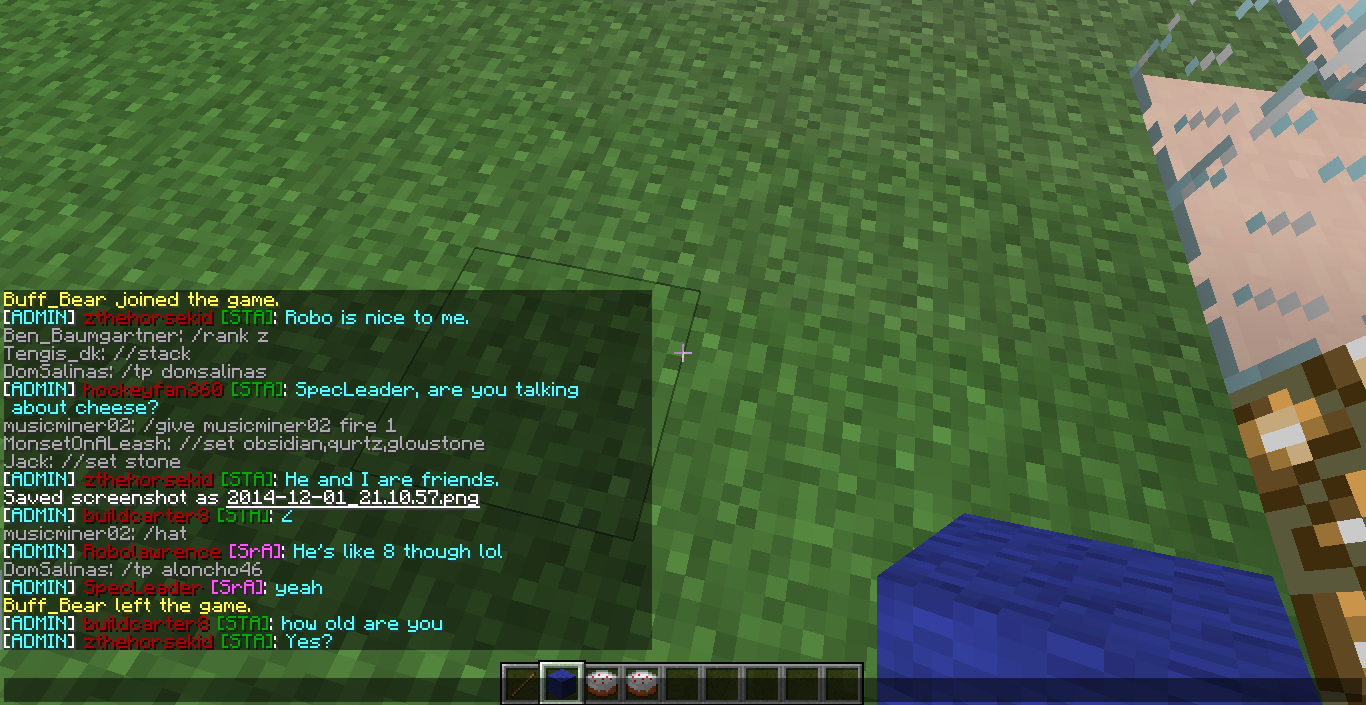 Buff_Bear joined the game.
[ADMIN] zthehorsekid [STA]: Robo is nice to me.
Ben_Baumgartner: /rank z
Tengis_dk: //stack
DomSalinas: /tp domsalinas
[ADMIN] hockeyfan360 [STA]: SpecLeader, are you talking
about cheese?
musicminer02: /give musicminer02 fire 1
MonsetOnALeash: //set obsidian,qurtz,glowstone
Jack: //set stone
[ADMIN] zthehorsekid [STA]: He and I are friends.
Saved screenshot as 2014-12-01_21.10.57.png
[ADMIN] buildcarter8 [STA]: Z
musicminer02: /hat
[ADMIN] Robolawrence [SrA]: He's like 8 though lol
DomSalinas: /tp aloncho46
[ADMIN] SpecLeader [SrA]: yeah
Buff_Bear left the game.
[ADMIN] buildcarter8 [STA]: how old are you
[ADMIN] zthehorsekid [STA]: Yes?